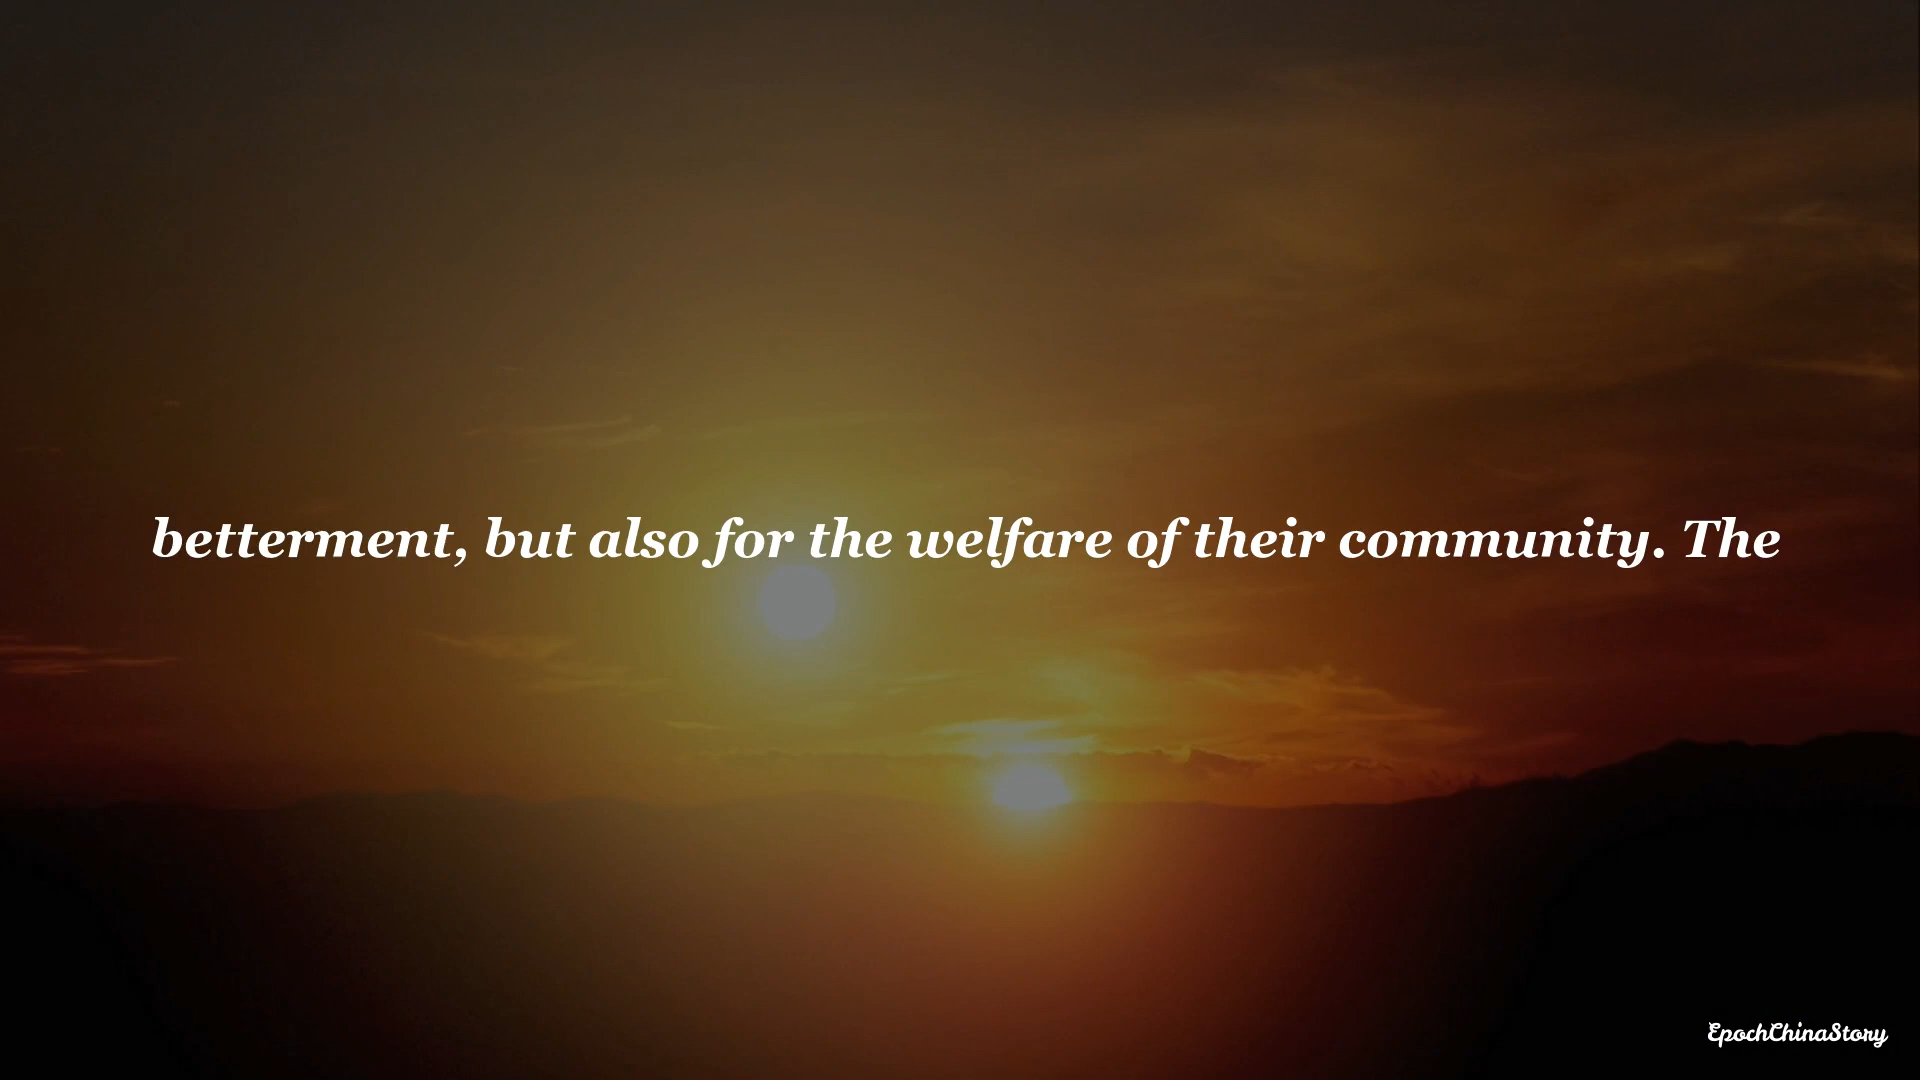 betterment, but also for the welfare of their community. The
EpochChinaStory